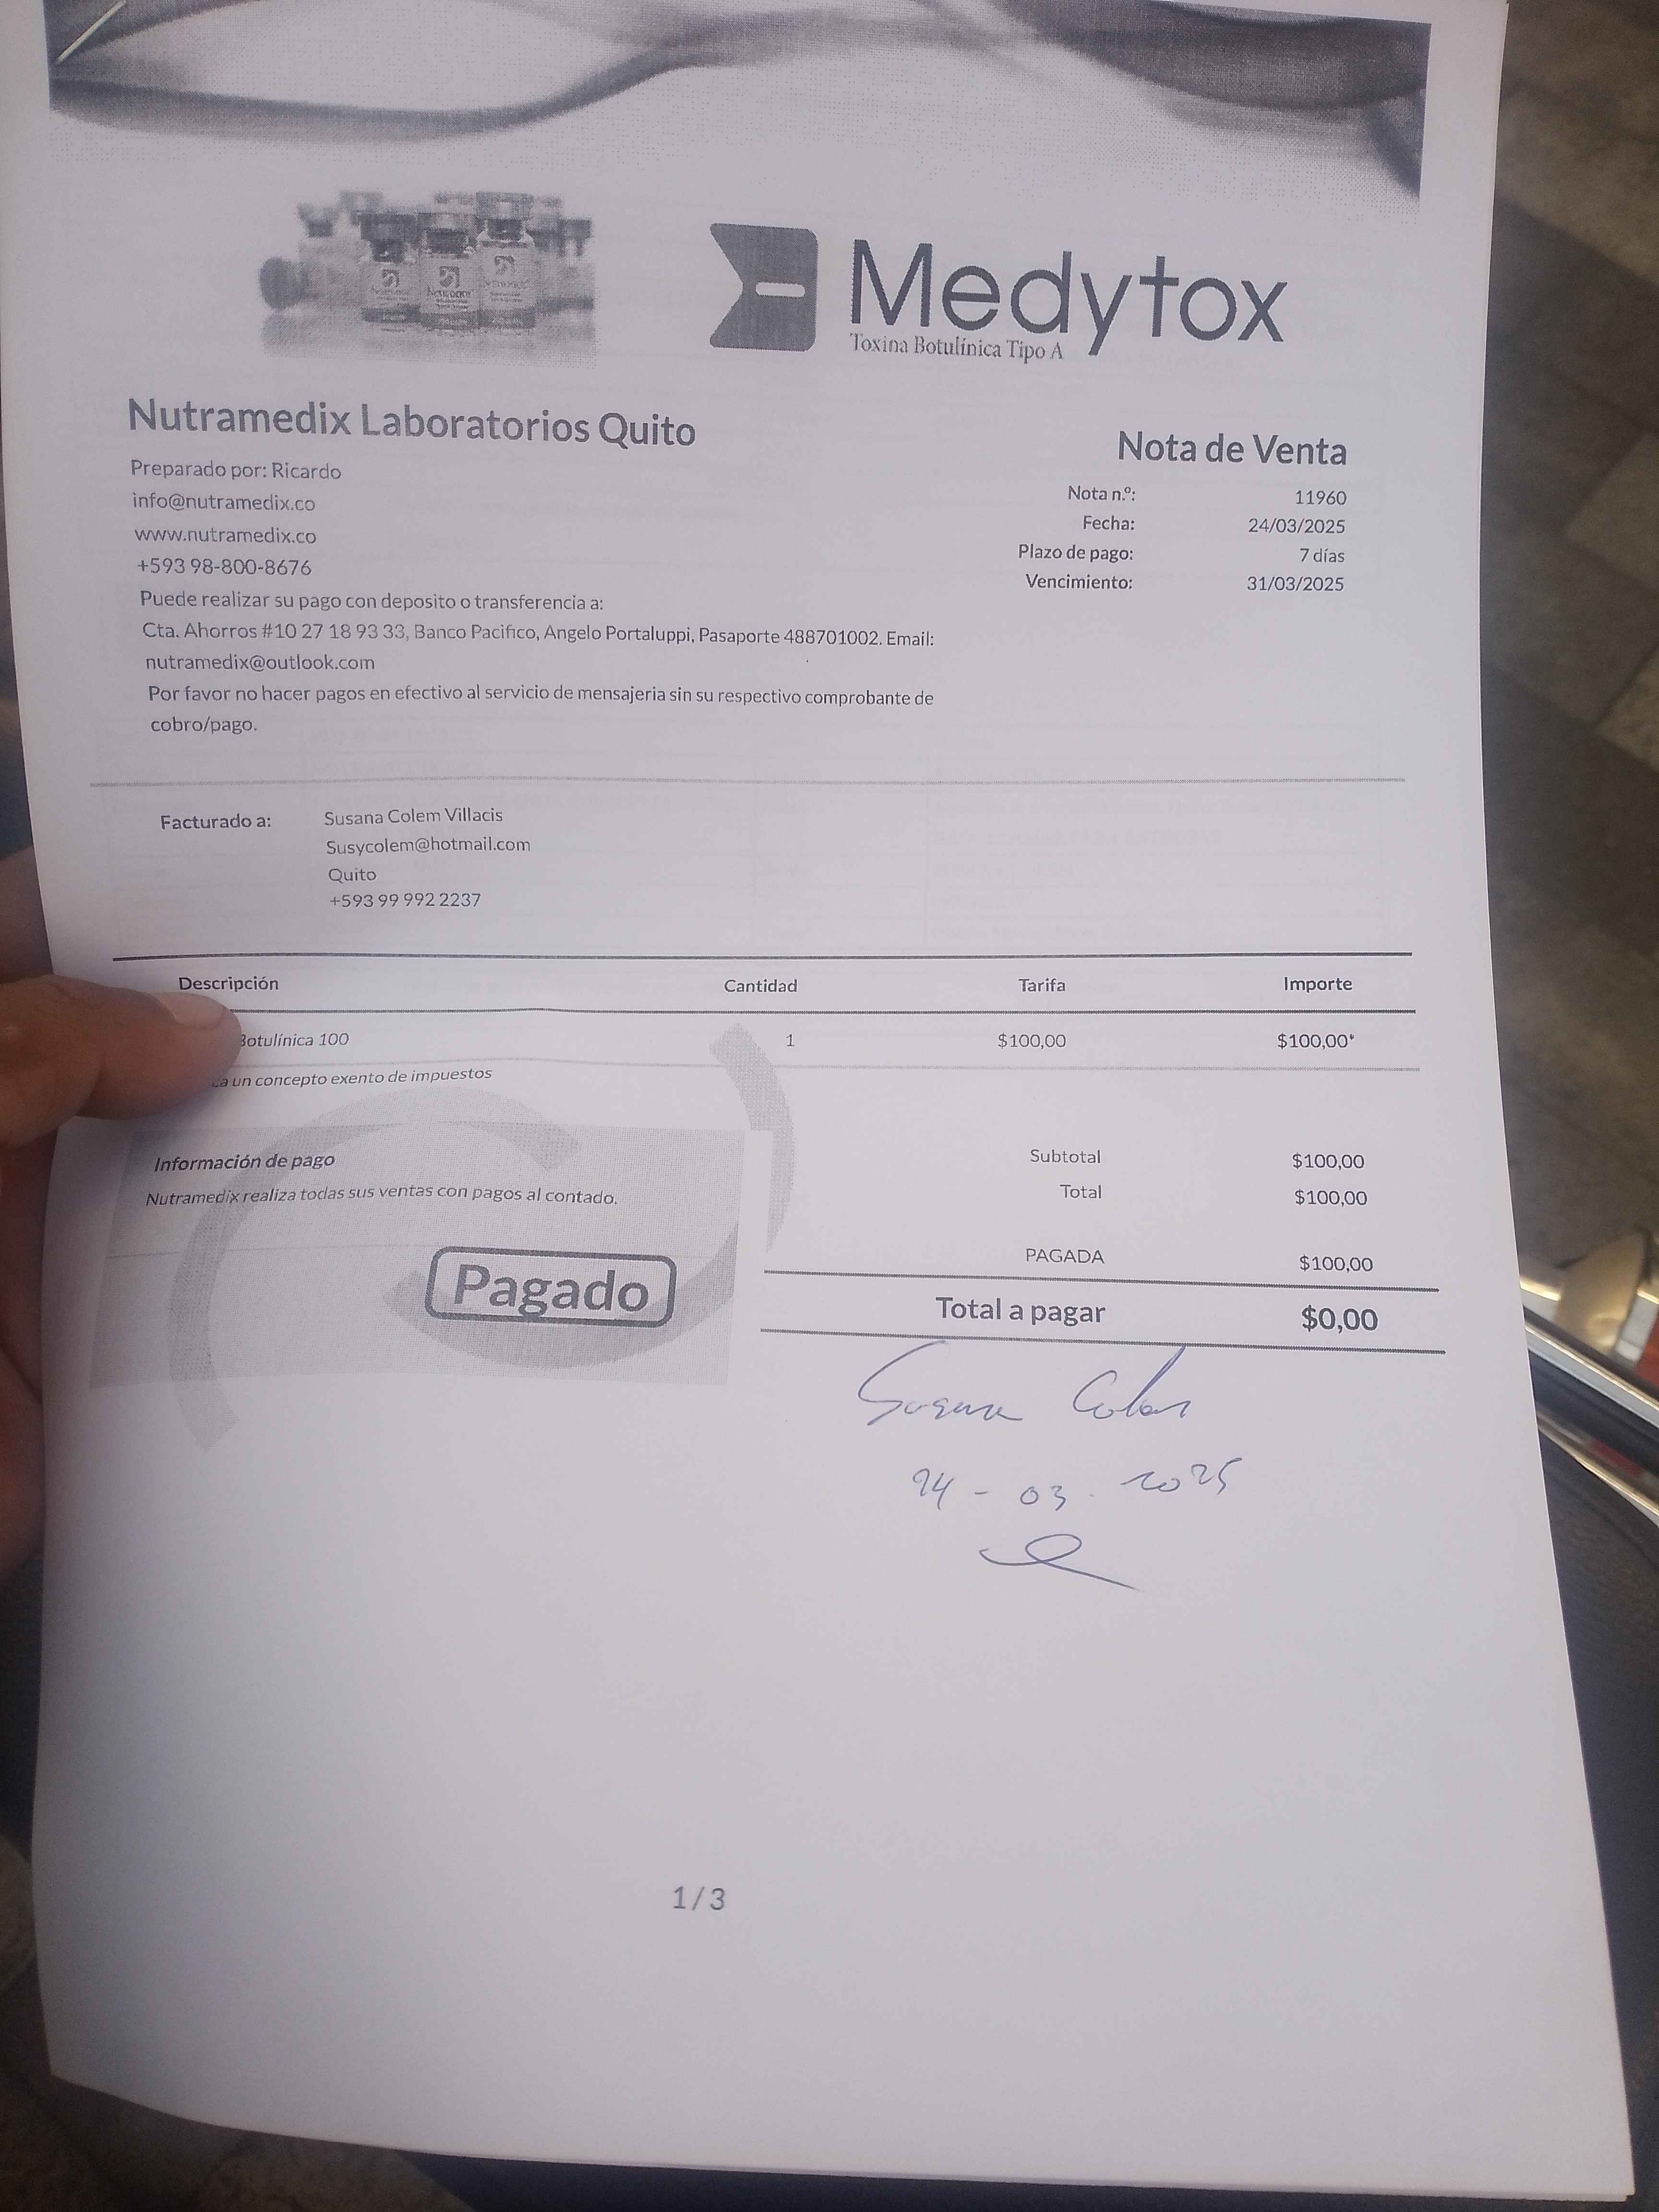 Medytox
Toxina Botulínica Tipo A
Nutramedix Laboratorios Quito
Preparado por: Ricardo
info@nutramedix.co
www.nutramedix.co
+593 98-800-8676
Puede realizar su pago con deposito o transferencia a:
Cta. Ahorros #10 27 18 93 33, Banco Pacifico, Angelo Portaluppi, Pasaporte 488701002. Email:
nutramedix@outlook.com
Por favor no hacer pagos en efectivo al servicio de mensajeria sin su respectivo comprobante de
cobro/pago.
Nota de Venta
Nota n.º: 11960
Fecha: 24/03/2025
Plazo de pago: 7 días
Vencimiento: 31/03/2025
Facturado a: Susana Colem Villacis
Susycolem@hotmail.com
Quito
+593 99 992 2237
Descripción Cantidad Tarifa Importe
Botulínica 100 1 $100,00 $100,00*
un concepto exento de impuestos
Información de pago
Nutramedix realiza todas sus ventas con pagos al contado.
Pagado
Subtotal $100,00
Total $100,00
PAGADA $100,00
Total a pagar $0,00
Susana
24 - 03 . 2025
1 / 3